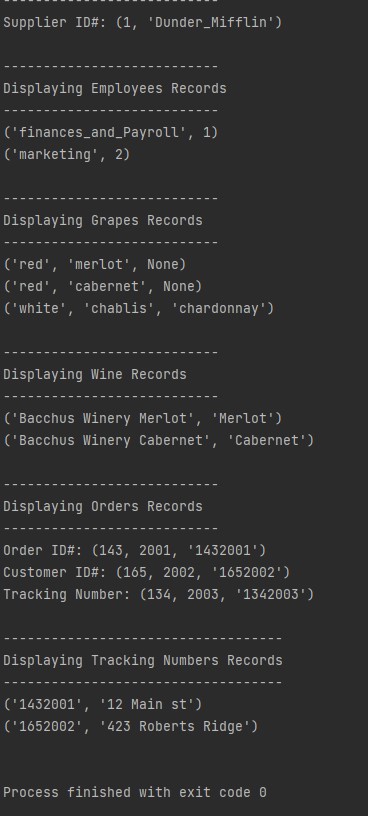 ---------------------------
Supplier ID#: (1, 'Dunder_Mifflin')
---------------------------
Displaying Employees Records
---------------------------
('finances_and_Payroll', 1)
('marketing', 2)
---------------------------
Displaying Grapes Records
---------------------------
('red', 'merlot', None)
('red', 'cabernet', None)
('white', 'chablis', 'chardonnay')
---------------------------
Displaying Wine Records
---------------------------
('Bacchus Winery Merlot', 'Merlot')
('Bacchus Winery Cabernet', 'Cabernet')
---------------------------
Displaying Orders Records
---------------------------
Order ID#: (143, 2001, '1432001')
Customer ID#: (165, 2002, '1652002')
Tracking Number: (134, 2003, '1342003')
-----------------------------------
Displaying Tracking Numbers Records
-----------------------------------
('1432001', '12 Main st')
('1652002', '423 Roberts Ridge')
Process finished with exit code 0